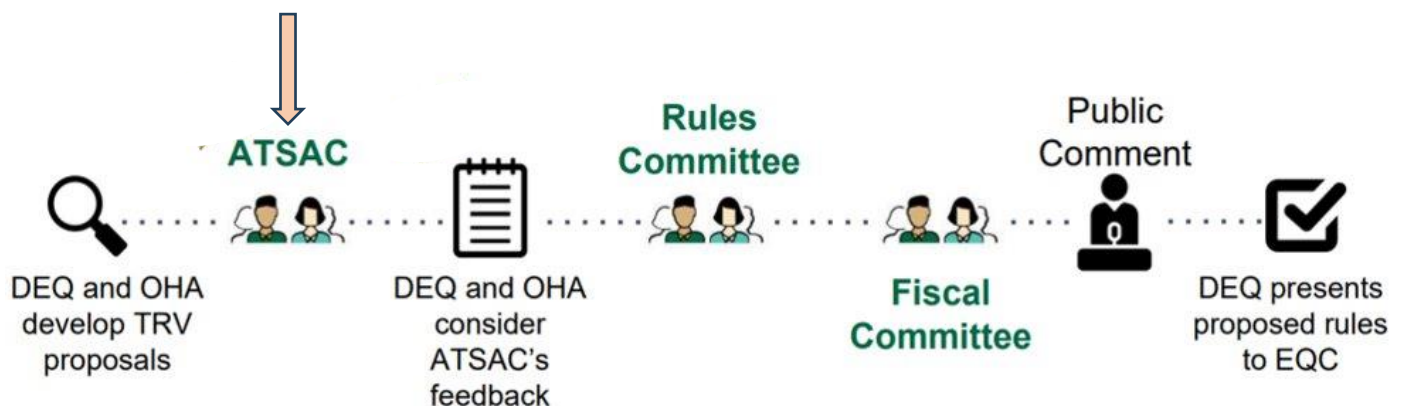 DEQ and OHA
develop TRV
proposals
ATSAC
DEQ and OHA
consider
ATSAC's
feedback
Rules
Committee
Fiscal
Committee
Public
Comment
DEQ presents
proposed rules
to EQC